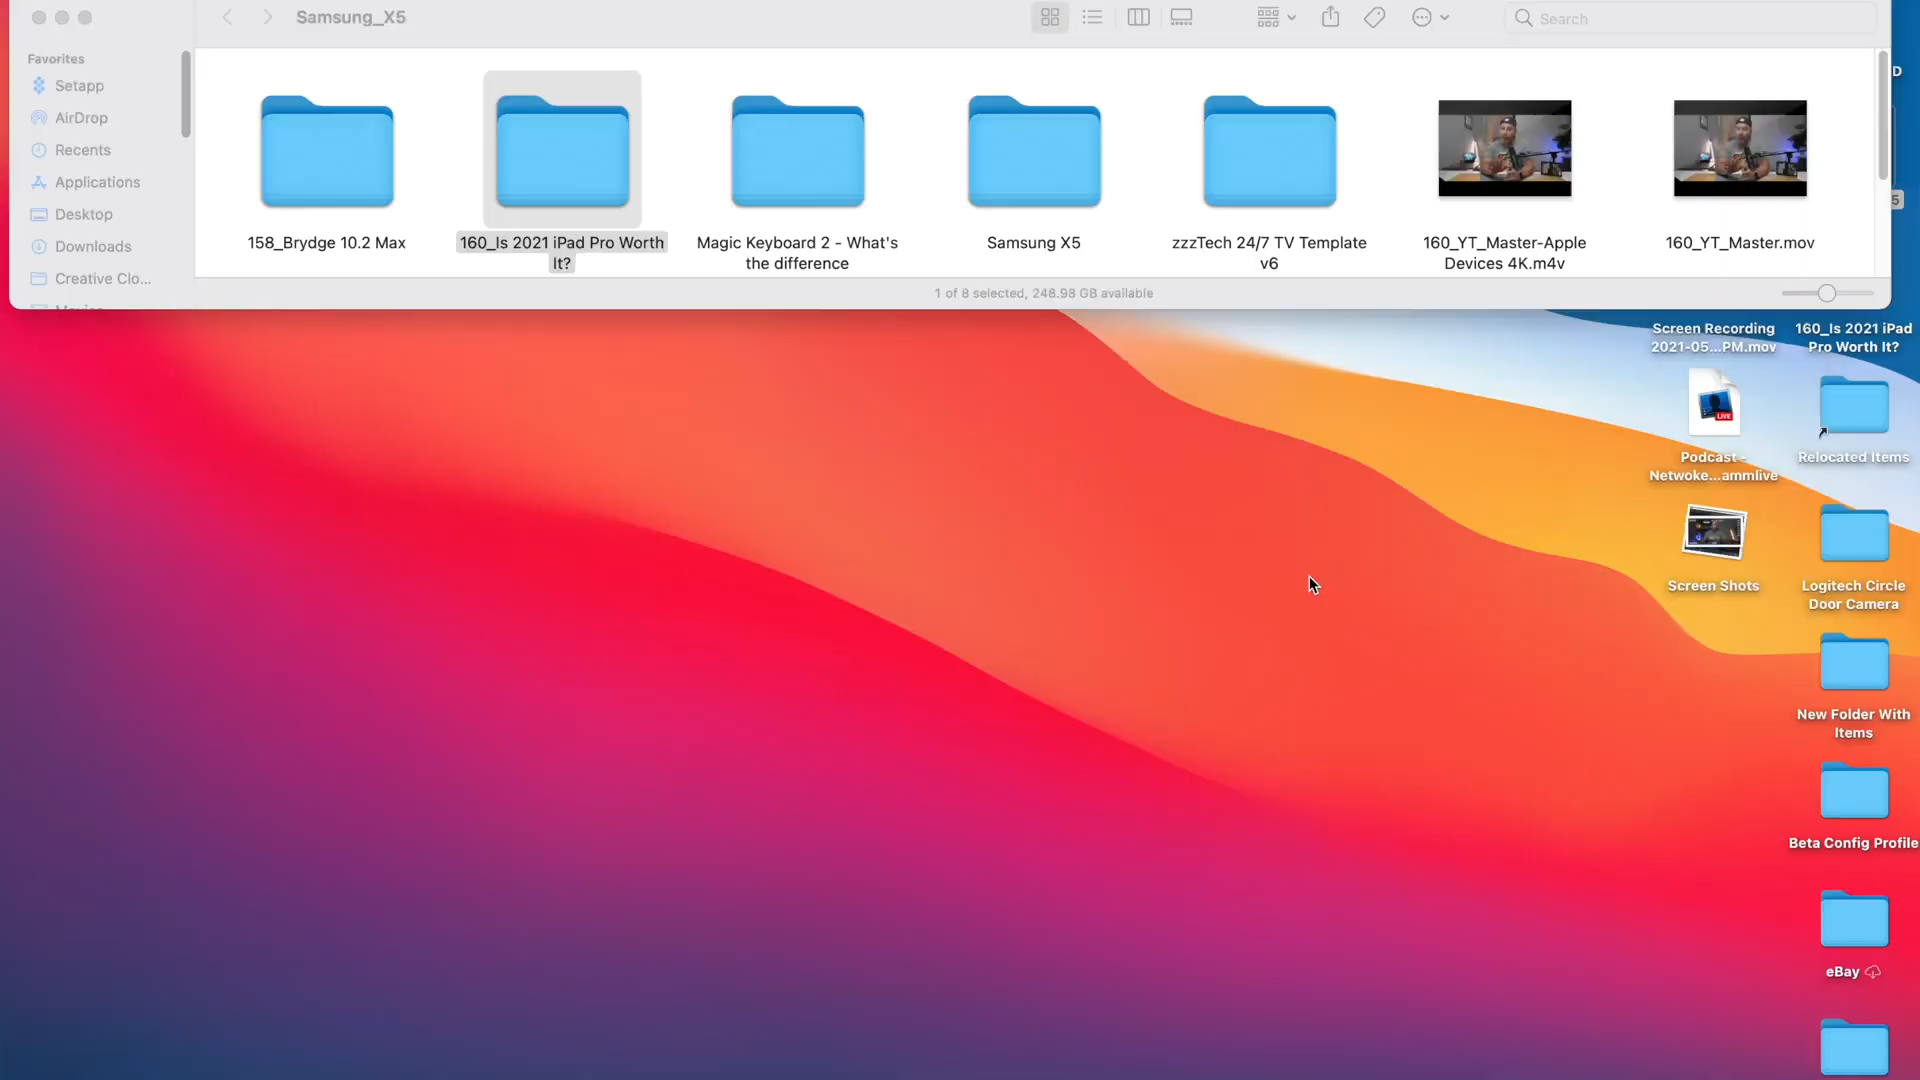 Samsung_X5
Search
Favorites
Setapp
AirDrop
Recents
Applications
Desktop
Downloads
Creative Clo...
158_Brydge 10.2 Max
160_Is 2021 iPad Pro Worth
It?
Magic Keyboard 2 - What's
the difference
Samsung X5
zzzTech 24/7 TV Template
v6
160_YT_Master-Apple
Devices 4K.m4v
160_YT_Master.mov
1 of 8 selected, 248.98 GB available
D
5
Screen Recording
2021-05...PM.mov
160_Is 2021 iPad
Pro Worth It?
LIVE
Podcast -
Netwoke...ammlive
Relocated Items
Screen Shots
Logitech Circle
Door Camera
New Folder With
Items
Beta Config Profile
eBay